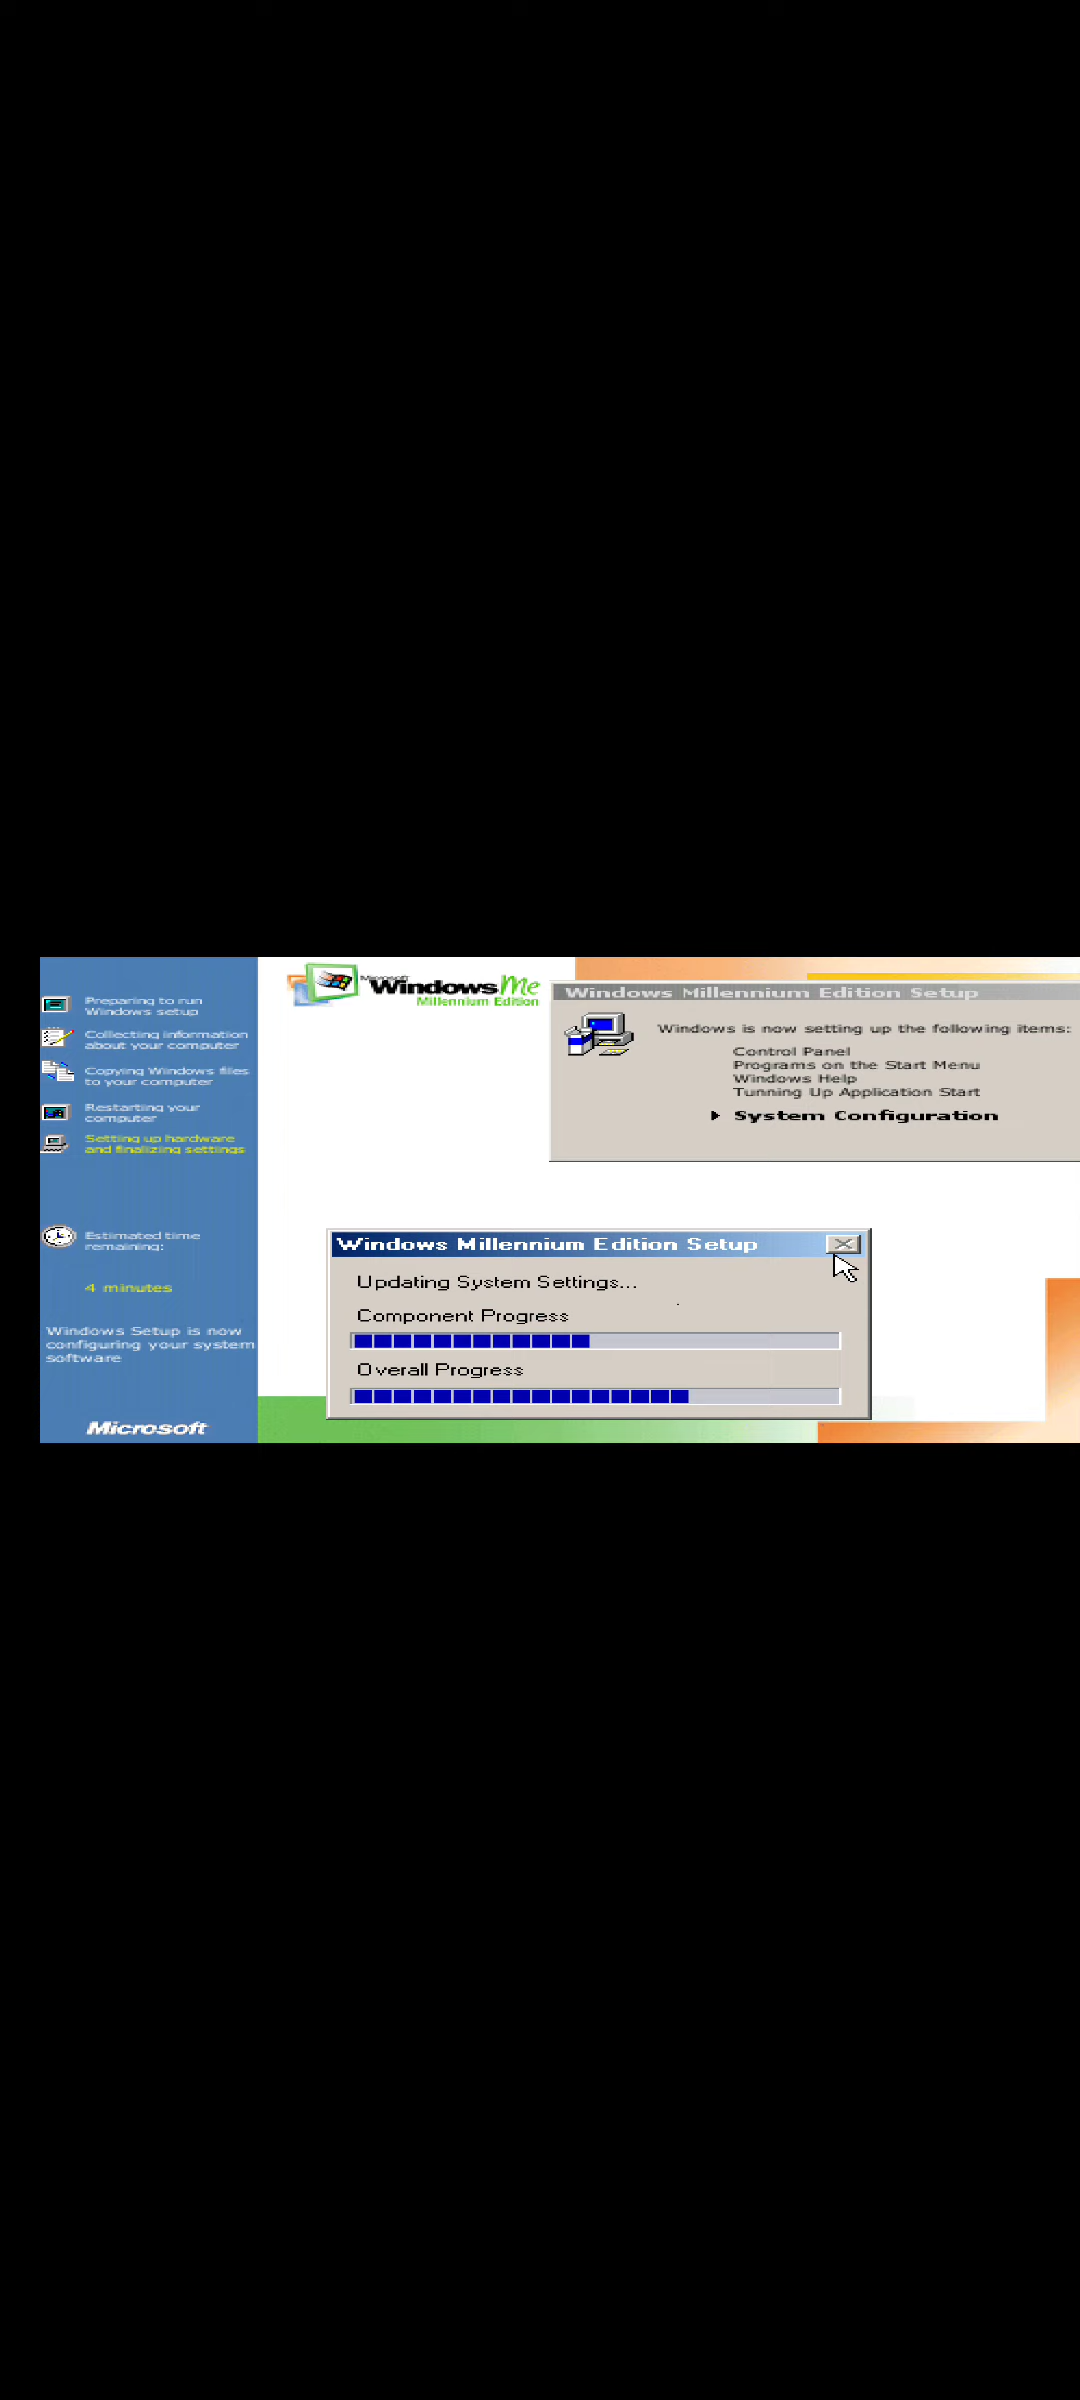 Preparing to run
Windows setup
Collecting information
about your computer
Copying Windows files
to your computer
Restarting your
computer
Setting up hardware
and finalizing settings
Estimated time
remaining:
4 minutes
Windows Setup is now
configuring your system
software
Microsoft
Microsoft
Windows Me
Millennium Edition
Windows Millennium Edition Setup
Windows is now setting up the following items:
Control Panel
Programs on the Start Menu
Windows Help
Tunning Up Application Start
System Configuration
Windows Millennium Edition Setup
Updating System Settings...
Component Progress
Overall Progress